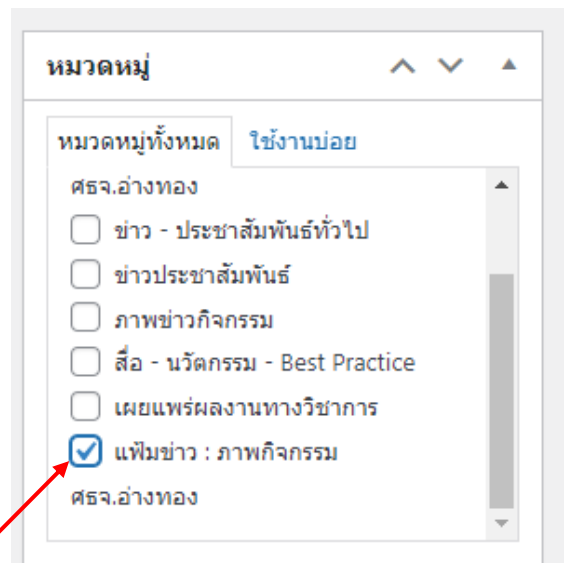 หมวดหมู่
หมวดหมู่ทั้งหมด ใช้งานบ่อย
ศธจ.อ่างทอง
ข่าว - ประชาสัมพันธ์ทั่วไป
ข่าวประชาสัมพันธ์
ภาพข่าวกิจกรรม
สื่อ - นวัตกรรม - Best Practice
เผยแพร่ผลงานทางวิชาการ
แฟ้มข่าว : ภาพกิจกรรม
ศธจ.อ่างทอง